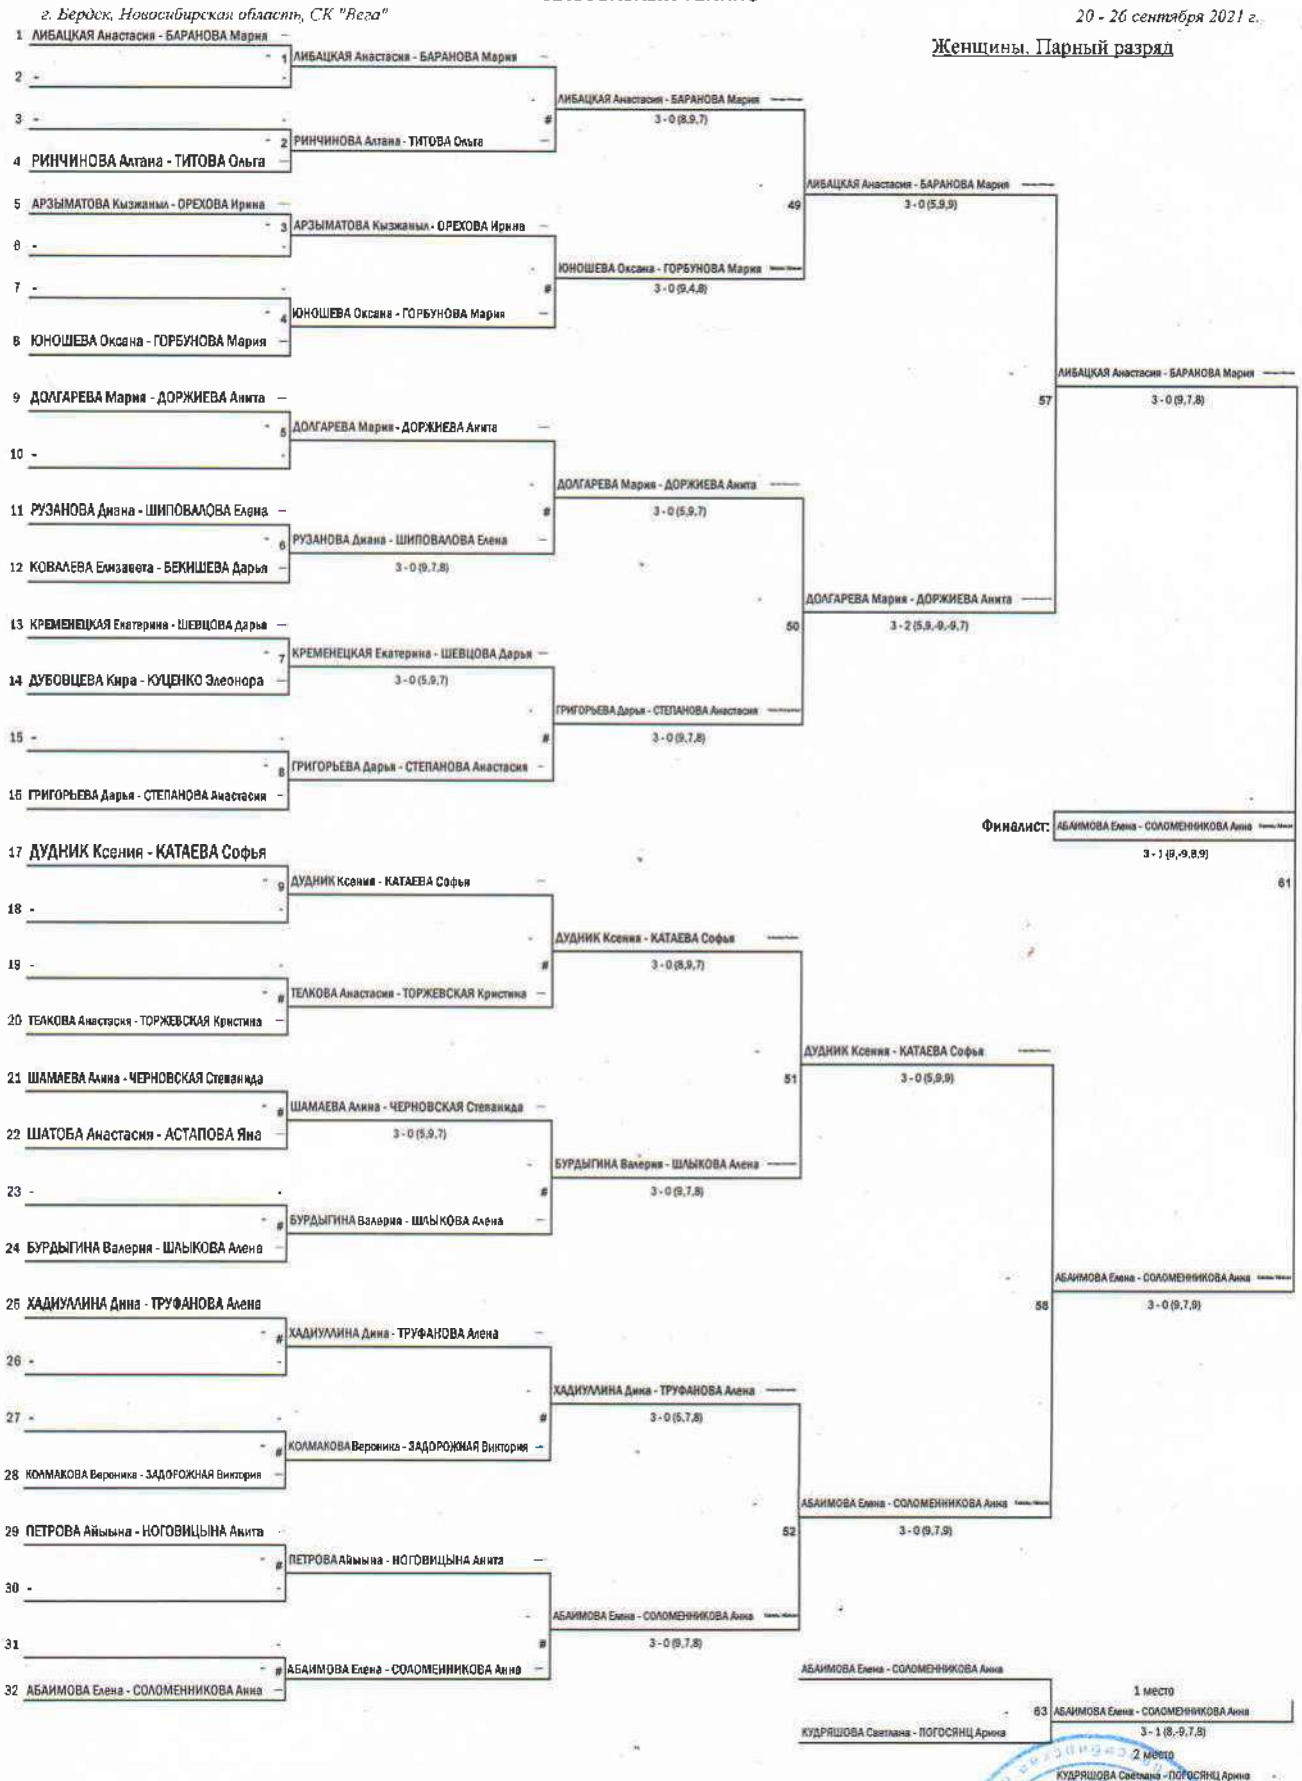 г. Бердск, Новосибирская область, СК "Вега"
20 - 26 сентября 2021 г.
Женщины. Парный разряд
1 ЛИБАЦКАЯ Анастасия - БАРАНОВА Мария
1 ЛИБАЦКАЯ Анастасия - БАРАНОВА Мария
2 -
ЛИБАЦКАЯ Анастасия - БАРАНОВА Мария
3 -
# 3 - 0 (8,9,7)
2 РИНЧИНОВА Алтана - ТИТОВА Ольга
4 РИНЧИНОВА Алтана - ТИТОВА Ольга
ЛИБАЦКАЯ Анастасия - БАРАНОВА Мария
5 АРЗЫМАТОВА Кызжаныл - ОРЕХОВА Ирина
49 3 - 0 (5,9,9)
3 АРЗЫМАТОВА Кызжаныл - ОРЕХОВА Ирина
6 -
ЮНОШЕВА Оксана - ГОРБУНОВА Мария
7 -
# 3 - 0 (9,4,8)
4 ЮНОШЕВА Оксана - ГОРБУНОВА Мария
8 ЮНОШЕВА Оксана - ГОРБУНОВА Мария
ЛИБАЦКАЯ Анастасия - БАРАНОВА Мария
9 ДОЛГАРЕВА Мария - ДОРЖИЕВА Анита
57 3 - 0 (9,7,8)
5 ДОЛГАРЕВА Мария - ДОРЖИЕВА Анита
10 -
ДОЛГАРЕВА Мария - ДОРЖИЕВА Анита
11 РУЗАНОВА Диана - ШИПОВАЛОВА Елена
# 3 - 0 (5,9,7)
6 РУЗАНОВА Диана - ШИПОВАЛОВА Елена
12 КОВАЛЕВА Елизавета - БЕКИШЕВА Дарья
3 - 0 (9,7,8)
ДОЛГАРЕВА Мария - ДОРЖИЕВА Анита
13 КРЕМЕНЕЦКАЯ Екатерина - ШЕВЦОВА Дарья
50 3 - 2 (5,9,-9,-9,7)
7 КРЕМЕНЕЦКАЯ Екатерина - ШЕВЦОВА Дарья
14 ДУБОВЦЕВА Кира - КУЦЕНКО Элеонора
3 - 0 (5,9,7)
ГРИГОРЬЕВА Дарья - СТЕПАНОВА Анастасия
15 -
# 3 - 0 (9,7,8)
8 ГРИГОРЬЕВА Дарья - СТЕПАНОВА Анастасия
16 ГРИГОРЬЕВА Дарья - СТЕПАНОВА Анастасия
Финалист: АБАИМОВА Елена - СОЛОМЕННИКОВА Анна
17 ДУДНИК Ксения - КАТАЕВА Софья
3 - 1 (9,-9,8,9)
9 ДУДНИК Ксения - КАТАЕВА Софья
61
18 -
ДУДНИК Ксения - КАТАЕВА Софья
19 -
# 3 - 0 (8,9,7)
# ТЕЛКОВА Анастасия - ТОРЖЕВСКАЯ Кристина
20 ТЕЛКОВА Анастасия - ТОРЖЕВСКАЯ Кристина
ДУДНИК Ксения - КАТАЕВА Софья
21 ШАМАЕВА Алина - ЧЕРНОВСКАЯ Степанида
51 3 - 0 (5,9,9)
# ШАМАЕВА Алина - ЧЕРНОВСКАЯ Степанида
22 ШАТОБА Анастасия - АСТАПОВА Яна
3 - 0 (5,9,7)
БУРДЫГИНА Валерия - ШЛЫКОВА Алена
23 -
# 3 - 0 (9,7,8)
# БУРДЫГИНА Валерия - ШЛЫКОВА Алена
24 БУРДЫГИНА Валерия - ШЛЫКОВА Алена
АБАИМОВА Елена - СОЛОМЕННИКОВА Анна
25 ХАДИУЛЛИНА Дина - ТРУФАНОВА Алена
58 3 - 0 (9,7,9)
# ХАДИУЛЛИНА Дина - ТРУФАНОВА Алена
26 -
ХАДИУЛЛИНА Дина - ТРУФАНОВА Алена
27 -
# 3 - 0 (5,7,8)
# КОЛМАКОВА Вероника - ЗАДОРОЖНАЯ Виктория
28 КОЛМАКОВА Вероника - ЗАДОРОЖНАЯ Виктория
АБАИМОВА Елена - СОЛОМЕННИКОВА Анна
29 ПЕТРОВА Айыына - НОГОВИЦЫНА Анита
52 3 - 0 (9,7,9)
# ПЕТРОВА Айыына - НОГОВИЦЫНА Анита
30 -
АБАИМОВА Елена - СОЛОМЕННИКОВА Анна
31
# 3 - 0 (9,7,8)
# АБАИМОВА Елена - СОЛОМЕННИКОВА Анна
32 АБАИМОВА Елена - СОЛОМЕННИКОВА Анна
АБАИМОВА Елена - СОЛОМЕННИКОВА Анна
1 место
63 АБАИМОВА Елена - СОЛОМЕННИКОВА Анна
КУДРЯШОВА Светлана - ПОГОСЯНЦ Арина
3 - 1 (8,-9,7,8)
2 место
КУДРЯШОВА Светлана - ПОГОСЯНЦ Арина